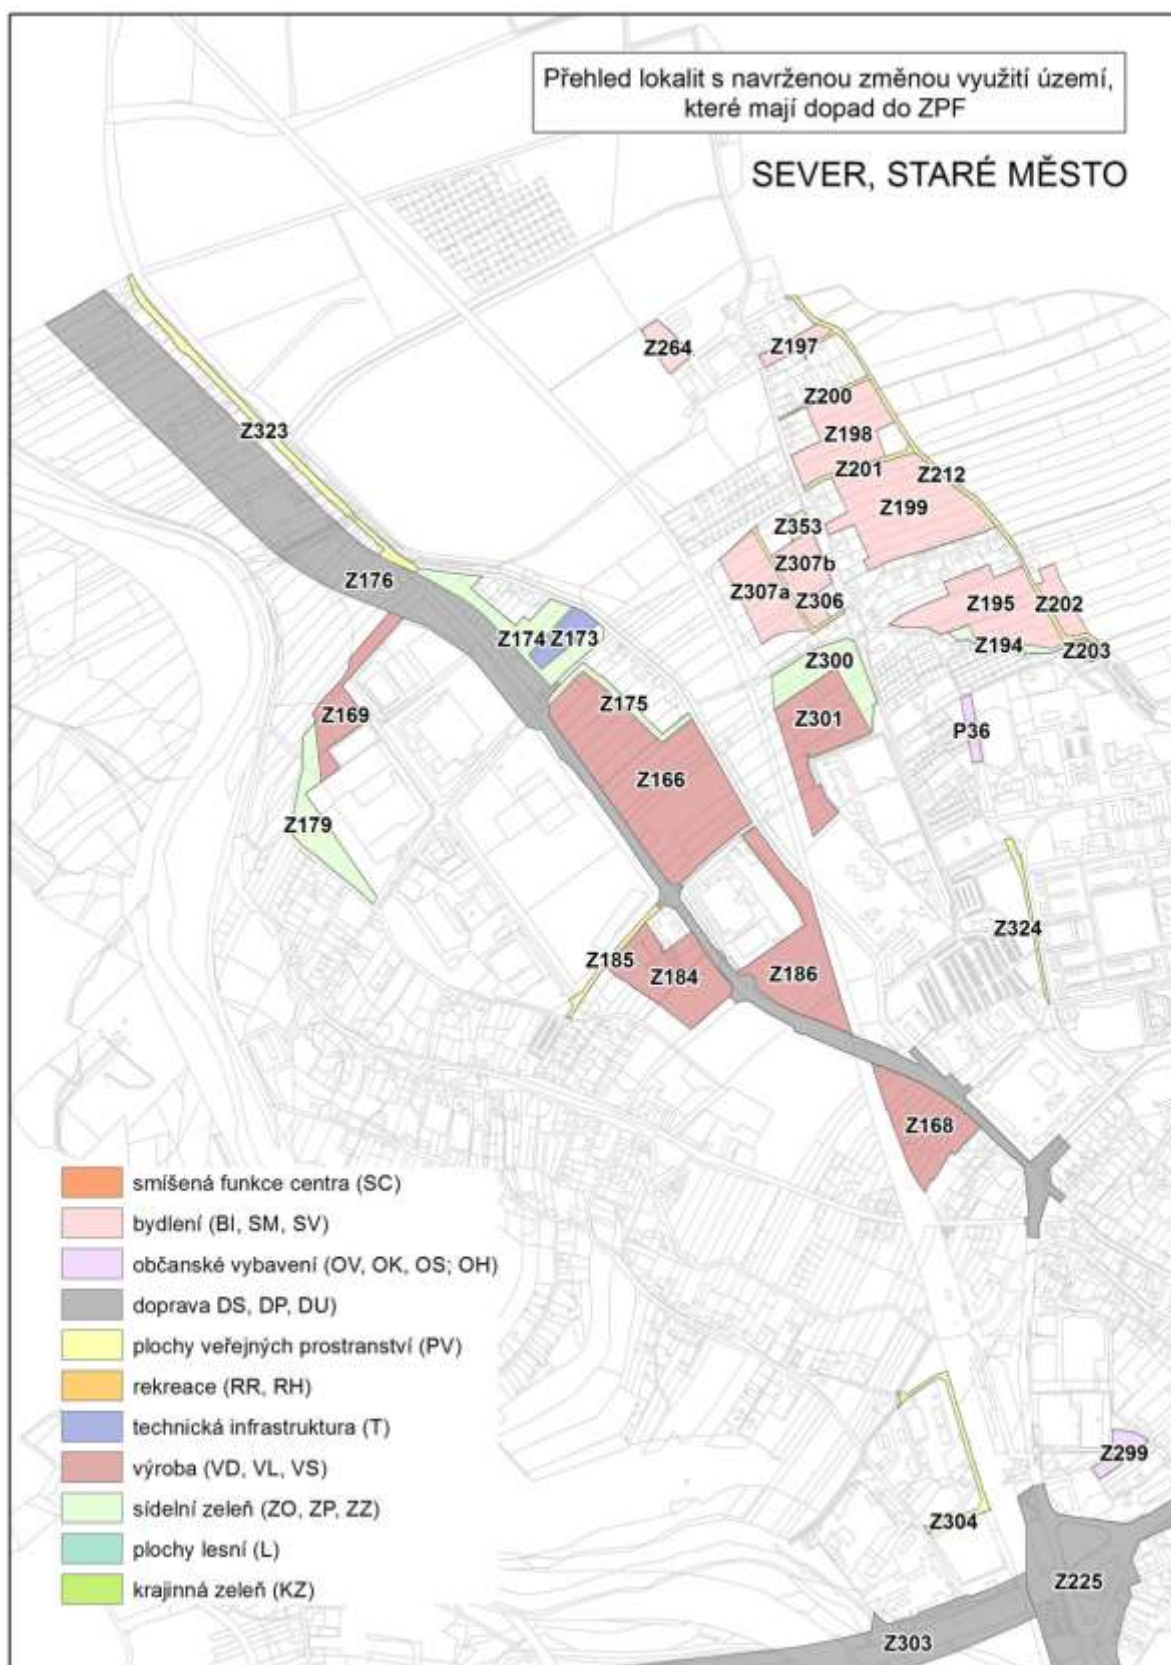 Přehled lokalit s navrženou změnou využití území,
které mají dopad do ZPF
SEVER, STARÉ MĚSTO
Z264
Z197
Z200
Z323
Z198
Z201
Z212
Z199
Z353
Z307b
Z176
Z307a
Z306
Z195
Z202
Z174
Z173
Z194
Z203
Z300
Z175
Z169
Z301
P36
Z166
Z179
Z324
Z185
Z184
Z186
Z168
smíšená funkce centra (SC)
bydlení (BI, SM, SV)
občanské vybavení (OV, OK, OS; OH)
doprava DS, DP, DU)
plochy veřejných prostranství (PV)
rekreace (RR, RH)
technická infrastruktura (T)
výroba (VD, VL, VS)
sídelní zeleň (ZO, ZP, ZZ)
plochy lesní (L)
krajinná zeleň (KZ)
Z299
Z304
Z225
Z303